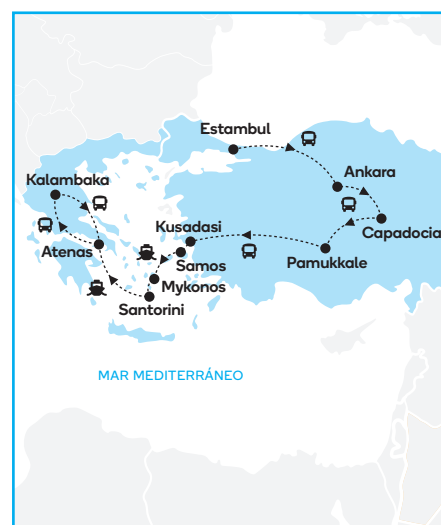 Estambul
Ankara
Kalambaka
Capadocia
Kusadasi
Atenas
Samos
Pamukkale
Mykonos
Santorini
MAR MEDITERRÁNEO